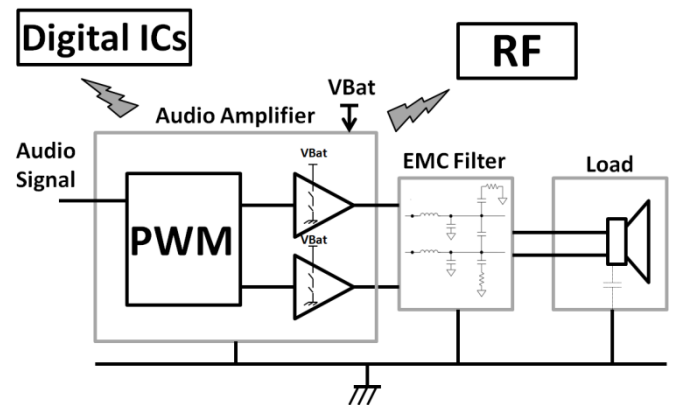 Digital ICs
RF
VBat
Audio Amplifier
Audio
Signal
VBat
EMC Filter
Load
PWM
VBat